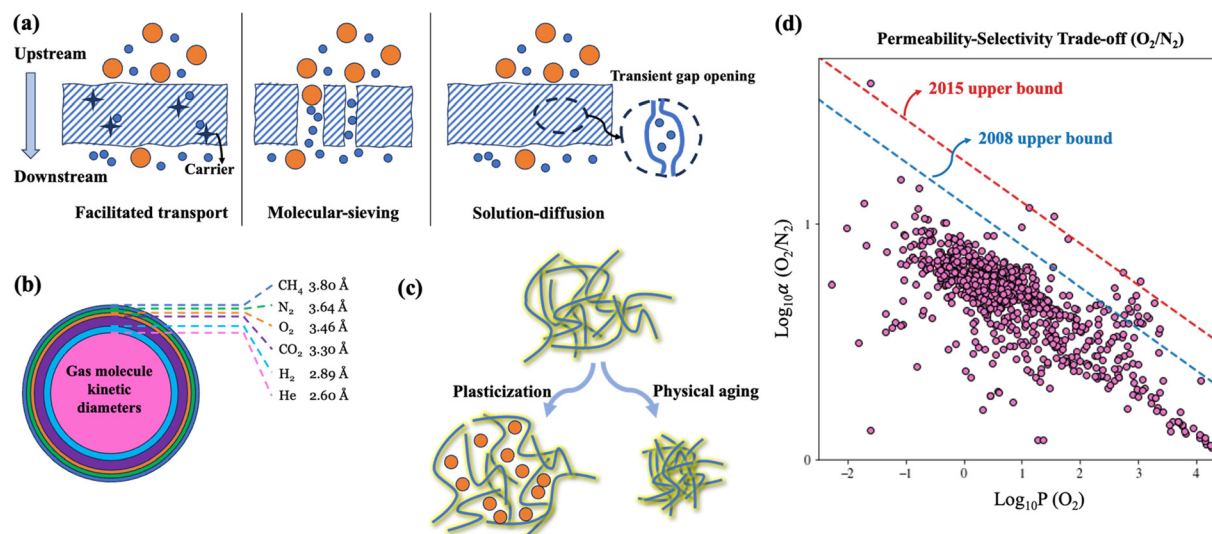 (a)
Upstream
Downstream
Carrier
Transient gap opening
Facilitated transport
Molecular-sieving
Solution-diffusion
(b)
Gas molecule
kinetic
diameters
CH4 3.80 Å
N2 3.64 Å
O2 3.46 Å
CO2 3.30 Å
H2 2.89 Å
He 2.60 Å
(c)
Plasticization
Physical aging
(d)
Permeability-Selectivity Trade-off (O2/N2)
2015 upper bound
2008 upper bound
Log10α (O2/N2)
1
0
-2
-1
0
1
2
3
4
Log10P (O2)